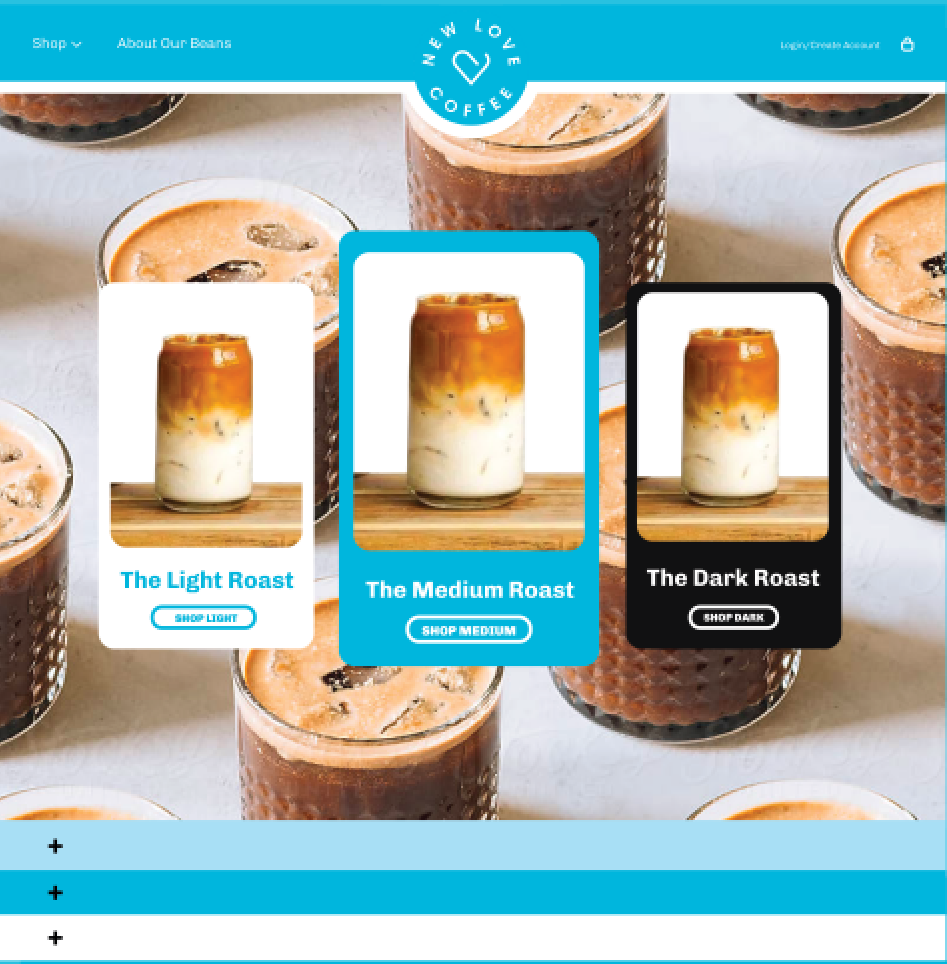 Shop
About Our Beans
NEW LOVE
COFFEE
Login/Create Account
The Light Roast
SHOP LIGHT
The Medium Roast
SHOP MEDIUM
The Dark Roast
SHOP DARK
+
+
+